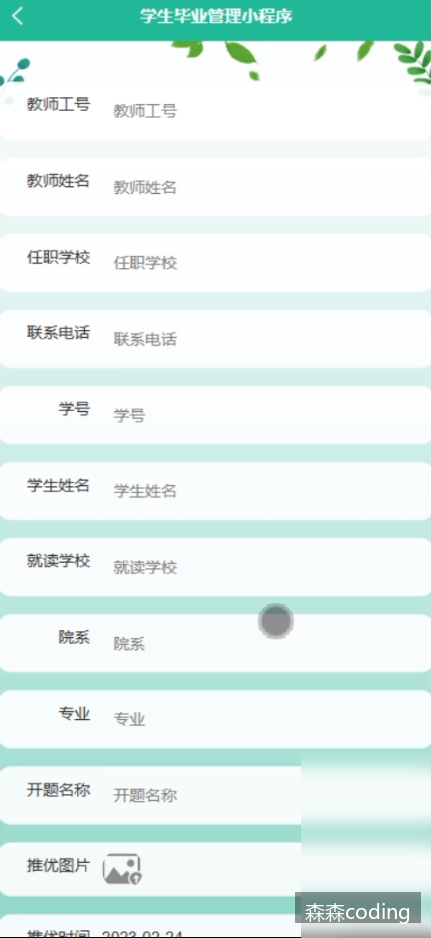 学生毕业管理小程序
教师工号 教师工号
教师姓名 教师姓名
任职学校 任职学校
联系电话 联系电话
学号 学号
学生姓名 学生姓名
就读学校 就读学校
院系 院系
专业 专业
开题名称 开题名称
推优图片
森森coding
推优时间 2023-02-24